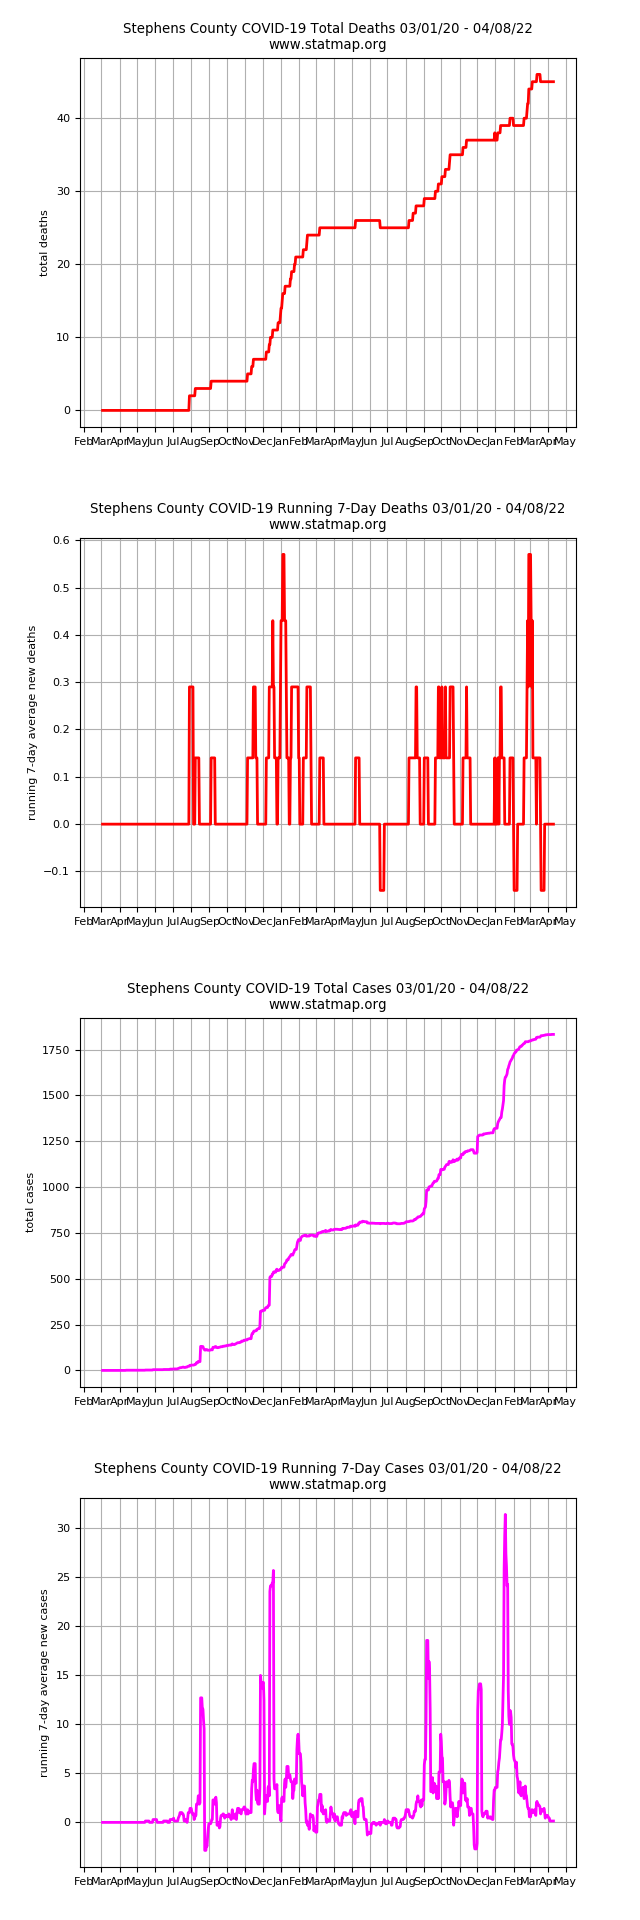 Stephens County COVID-19 Total Deaths 03/01/20 - 04/08/22
www.statmap.org
total deaths
40
30
20
10
0
Feb Mar Apr May Jun Jul Aug Sep Oct Nov Dec Jan Feb Mar Apr May Jun Jul Aug Sep Oct Nov Dec Jan Feb Mar Apr May
Stephens County COVID-19 Running 7-Day Deaths 03/01/20 - 04/08/22
www.statmap.org
running 7-day average new deaths
0.6
0.5
0.4
0.3
0.2
0.1
0.0
−0.1
Feb Mar Apr May Jun Jul Aug Sep Oct Nov Dec Jan Feb Mar Apr May Jun Jul Aug Sep Oct Nov Dec Jan Feb Mar Apr May
Stephens County COVID-19 Total Cases 03/01/20 - 04/08/22
www.statmap.org
total cases
1750
1500
1250
1000
750
500
250
0
Feb Mar Apr May Jun Jul Aug Sep Oct Nov Dec Jan Feb Mar Apr May Jun Jul Aug Sep Oct Nov Dec Jan Feb Mar Apr May
Stephens County COVID-19 Running 7-Day Cases 03/01/20 - 04/08/22
www.statmap.org
running 7-day average new cases
30
25
20
15
10
5
0
Feb Mar Apr May Jun Jul Aug Sep Oct Nov Dec Jan Feb Mar Apr May Jun Jul Aug Sep Oct Nov Dec Jan Feb Mar Apr May